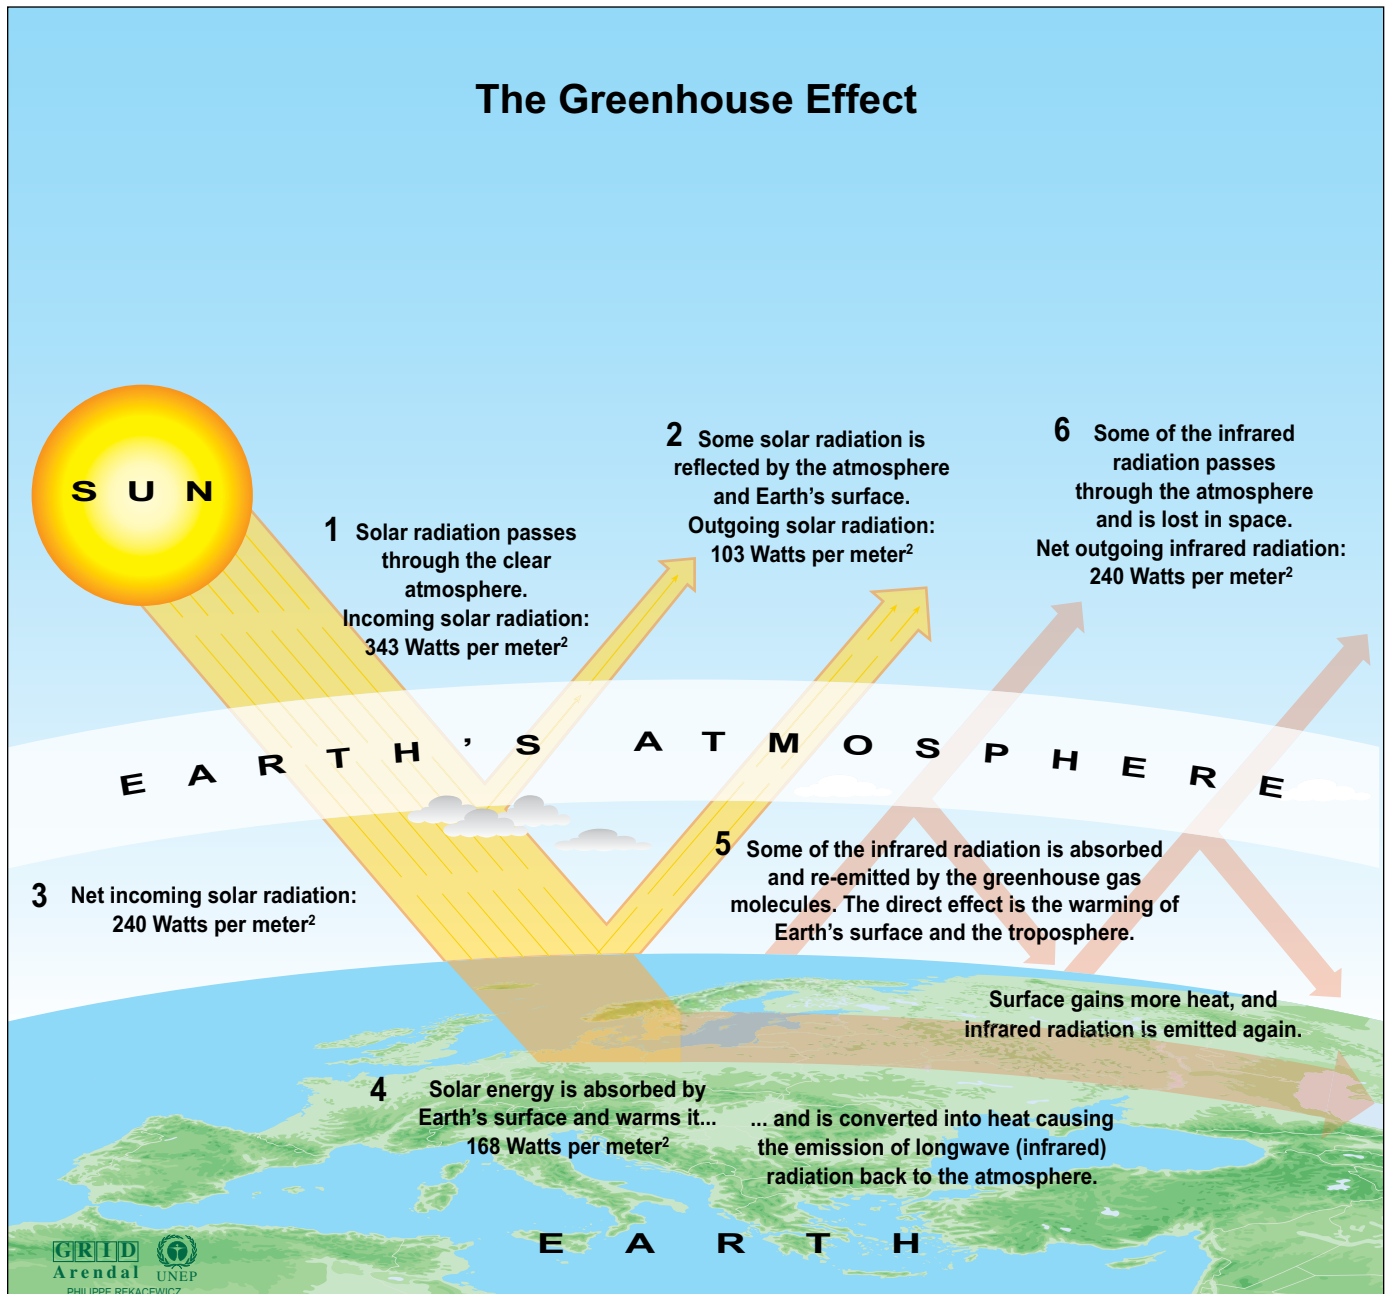 The Greenhouse Effect
SUN
1 Solar radiation passes
through the clear
atmosphere.
Incoming solar radiation:
343 Watts per meter²
2 Some solar radiation is
reflected by the atmosphere
and Earth's surface.
Outgoing solar radiation:
103 Watts per meter²
6 Some of the infrared
radiation passes
through the atmosphere
and is lost in space.
Net outgoing infrared radiation:
240 Watts per meter²
EARTH'S ATMOSPHERE
3 Net incoming solar radiation:
240 Watts per meter²
5 Some of the infrared radiation is absorbed
and re-emitted by the greenhouse gas
molecules. The direct effect is the warming of
Earth's surface and the troposphere.
Surface gains more heat, and
infrared radiation is emitted again.
4 Solar energy is absorbed by
Earth's surface and warms it...
168 Watts per meter²
... and is converted into heat causing
the emission of longwave (infrared)
radiation back to the atmosphere.
EARTH
GRID
Arendal
UNEP
PHILIPPE REKACEWICZ